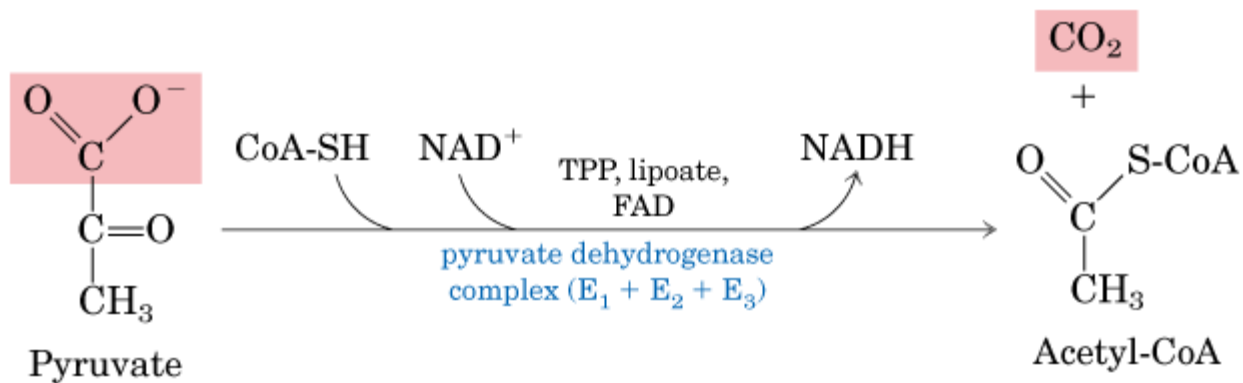 CO₂
+
O O⁻
C
C=O
CH₃
Pyruvate
CoA-SH NAD⁺ NADH
TPP, lipoate,
FAD
pyruvate dehydrogenase
complex (E₁ + E₂ + E₃)
O S-CoA
C
CH₃
Acetyl-CoA